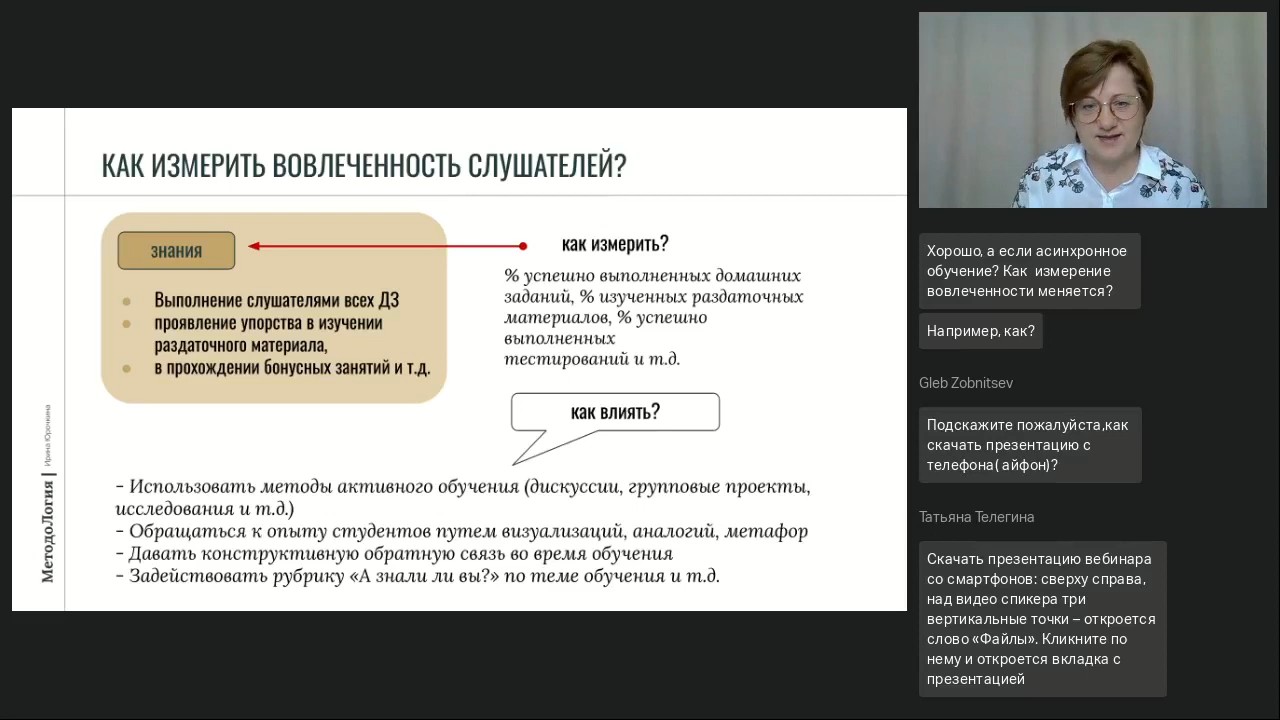 КАК ИЗМЕРИТЬ ВОВЛЕЧЕННОСТЬ СЛУШАТЕЛЕЙ?
знания
Выполнение слушателями всех ДЗ
проявление упорства в изучении
раздаточного материала,
в прохождении бонусных занятий и т.д.
как измерить?
% успешно выполненных домашних
заданий, % изученных раздаточных
материалов, % успешно
выполненных
тестирований и т.д.
как влиять?
- Использовать методы активного обучения (дискуссии, групповые проекты,
исследования и т.д.)
- Обращаться к опыту студентов путем визуализаций, аналогий, метафор
- Давать конструктивную обратную связь во время обучения
- Задействовать рубрику «А знали ли вы?» по теме обучения и т.д.
МетодоЛогия | Ирина Юрочкина
Хорошо, а если асинхронное
обучение? Как измерение
вовлеченности меняется?
Например, как?
Gleb Zobnitsev
Подскажите пожалуйста,как
скачать презентацию с
телефона( айфон)?
Татьяна Телегина
Скачать презентацию вебинара
со смартфонов: сверху справа,
над видео спикера три
вертикальные точки – откроется
слово «Файлы». Кликните по
нему и откроется вкладка с
презентацией